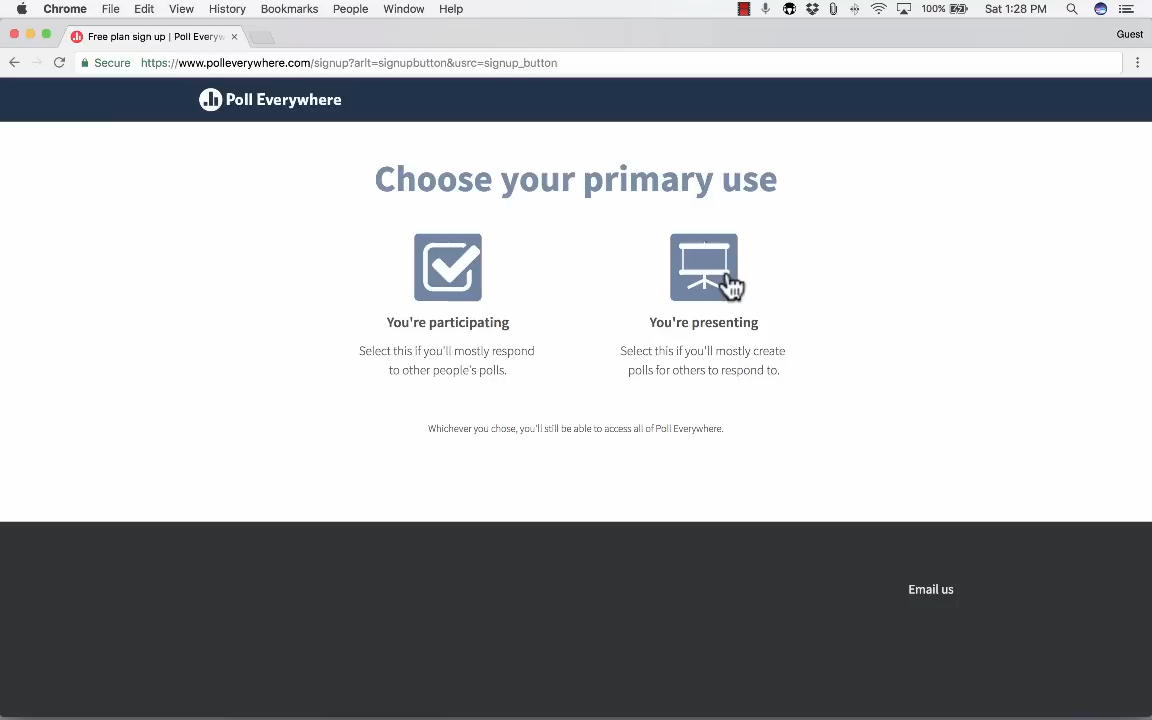 Chrome File Edit View History Bookmarks People Window Help 100% Sat 1:28 PM
Free plan sign up | Poll Everyw Guest
Secure https://www.polleverywhere.com/signup?arlt=signupbutton&usrc=signup_button
Poll Everywhere
Choose your primary use
You're participating
Select this if you'll mostly respond
to other people's polls.
You're presenting
Select this if you'll mostly create
polls for others to respond to.
Whichever you chose, you'll still be able to access all of Poll Everywhere.
Email us